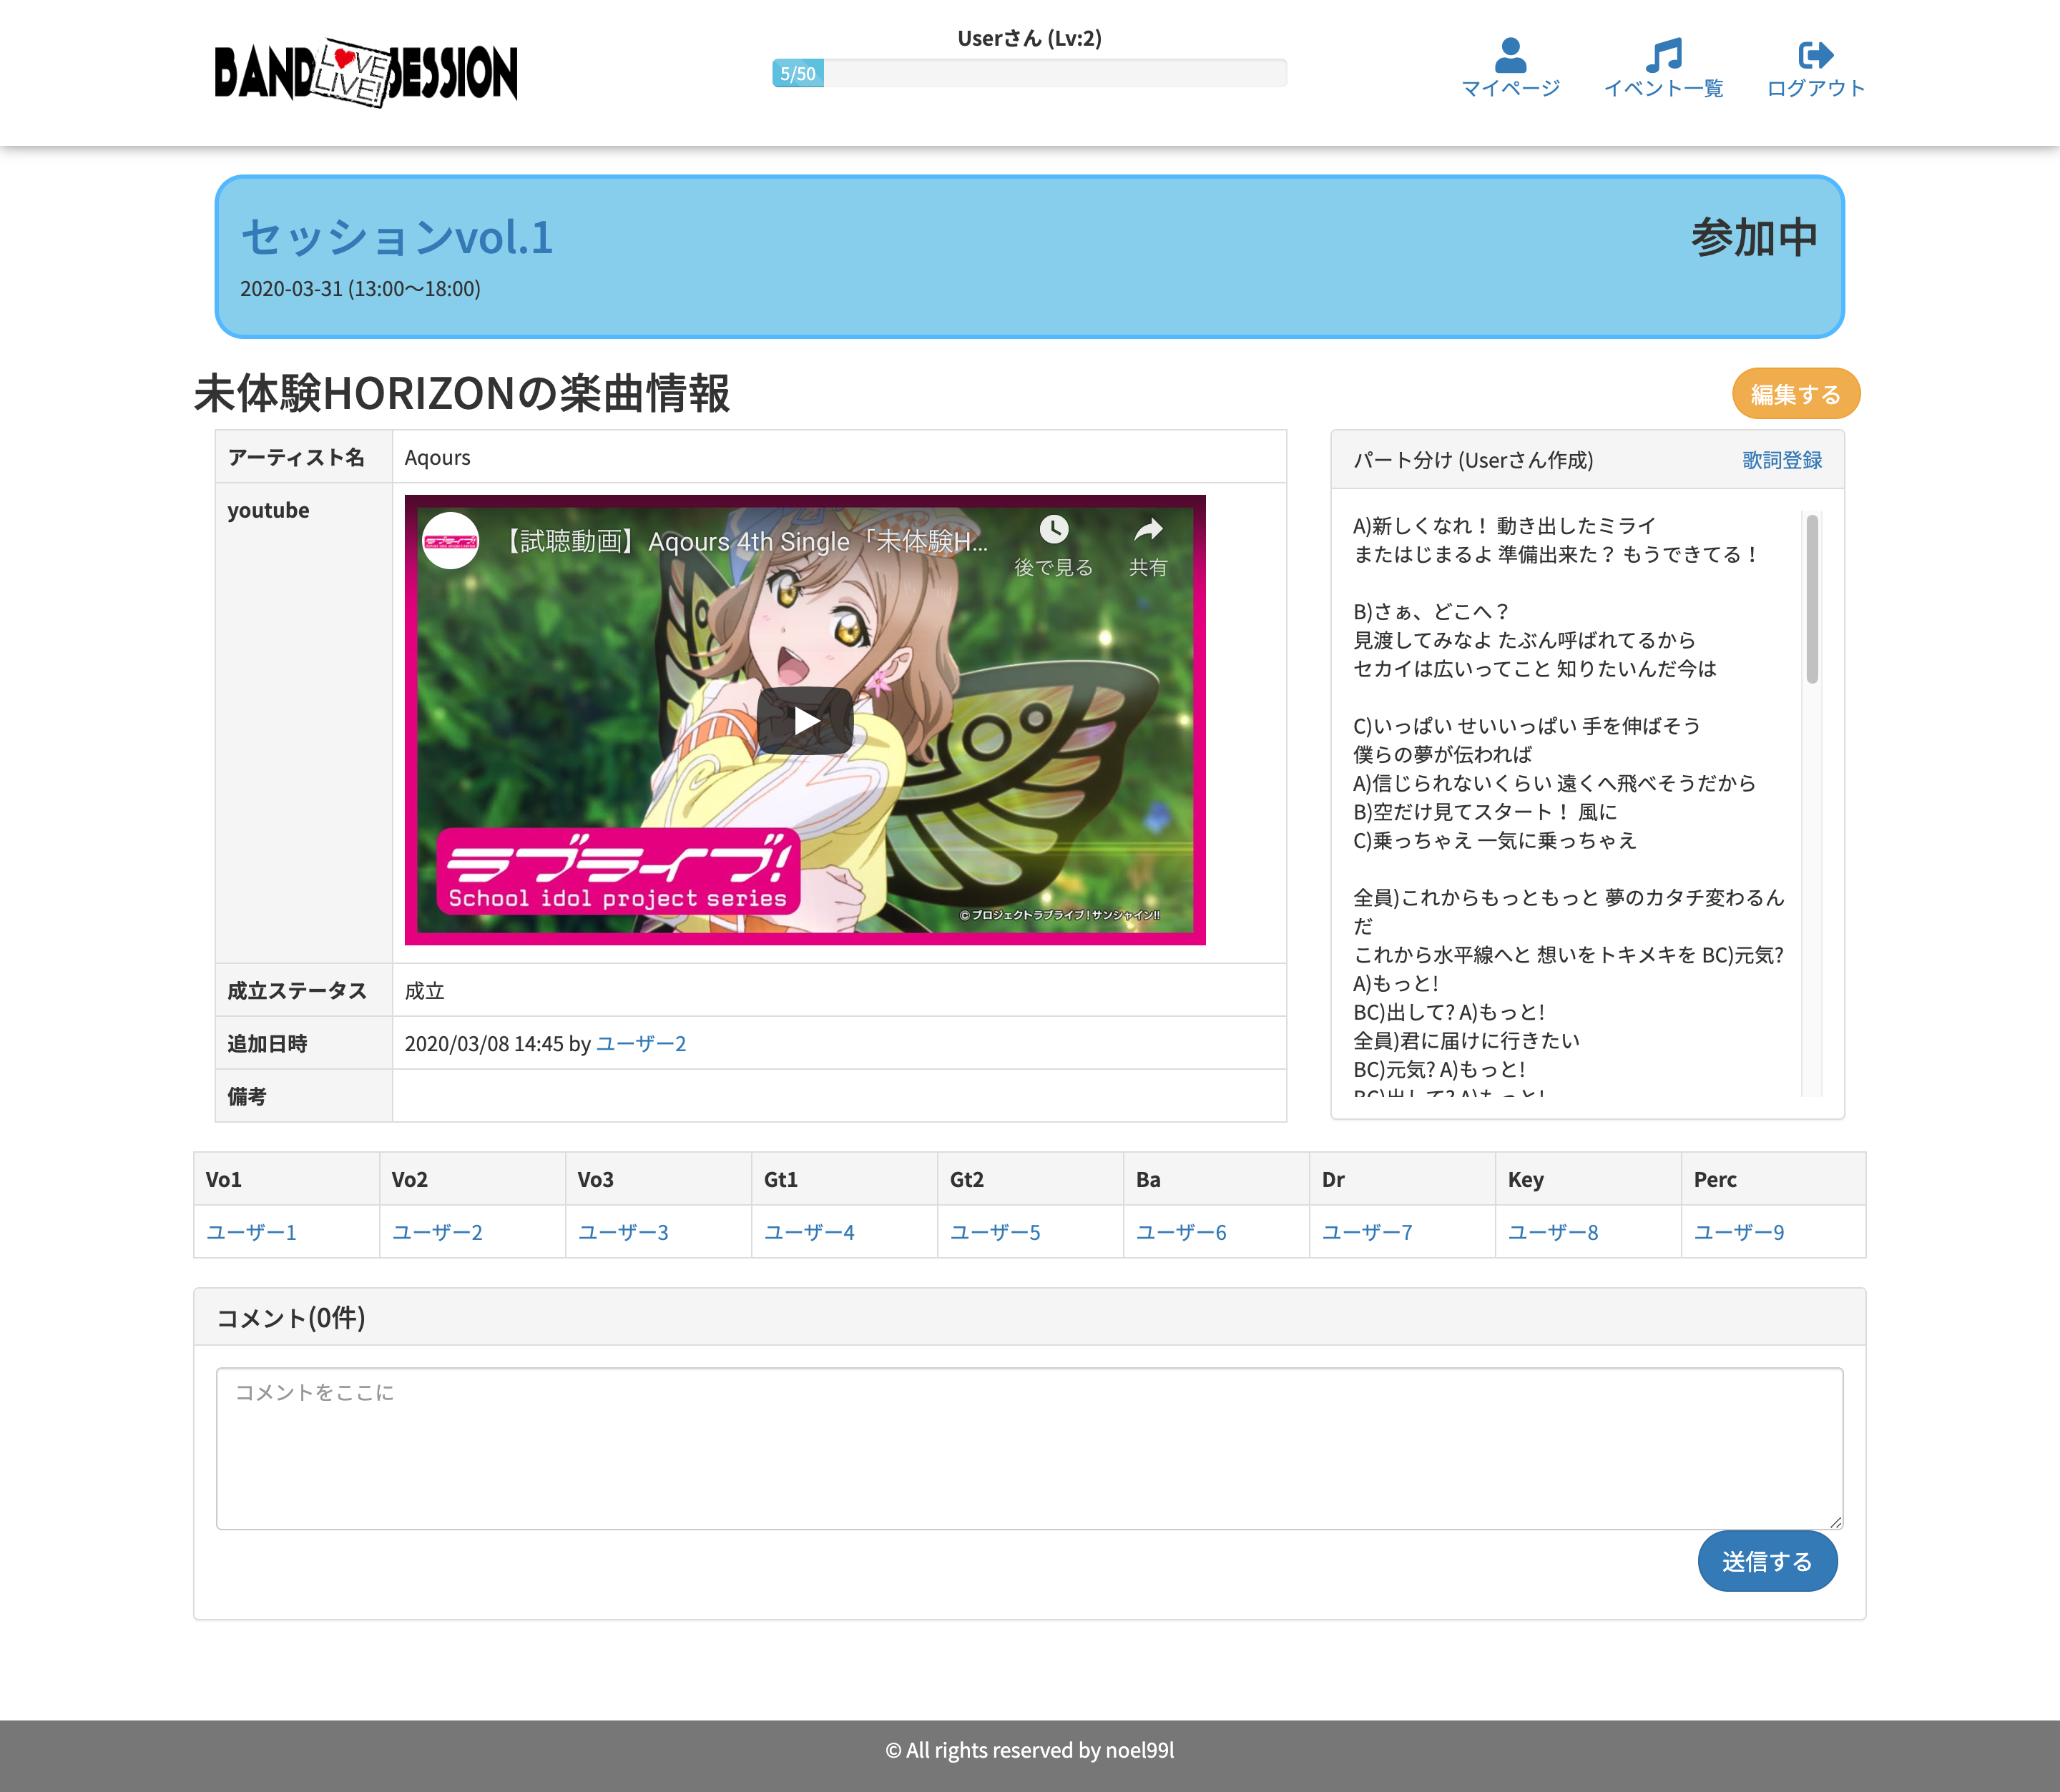 BAND LOVE LIVE! SESSION
Userさん (Lv:2)
5/50
マイページ
イベント一覧
ログアウト
セッションvol.1
参加中
2020-03-31 (13:00〜18:00)
未体験HORIZONの楽曲情報
編集する
アーティスト名
Aqours
youtube
【試聴動画】Aqours 4th Single「未体験H...
後で見る
共有
ラブライブ!
School idol project series
© プロジェクトラブライブ!サンシャイン!!
成立ステータス
成立
追加日時
2020/03/08 14:45 by ユーザー2
備考
パート分け (Userさん作成)
歌詞登録
A)新しくなれ！ 動き出したミライ
またはじまるよ 準備出来た？ もうできてる！
B)さぁ、どこへ？
見渡してみなよ たぶん呼ばれてるから
セカイは広いってこと 知りたいんだ今は
C)いっぱい せいいっぱい 手を伸ばそう
僕らの夢が伝われば
A)信じられないくらい 遠くへ飛べそうだから
B)空だけ見てスタート！ 風に
C)乗っちゃえ 一気に乗っちゃえ
全員)これからもっともっと 夢のカタチ変わるん
だ
これから水平線へと 想いをトキメキを BC)元気?
A)もっと!
BC)出して? A)もっと!
全員)君に届けに行きたい
BC)元気? A)もっと!
BC)出して? A)もっと!
Vo1
Vo2
Vo3
Gt1
Gt2
Ba
Dr
Key
Perc
ユーザー1
ユーザー2
ユーザー3
ユーザー4
ユーザー5
ユーザー6
ユーザー7
ユーザー8
ユーザー9
コメント(0件)
コメントをここに
送信する
© All rights reserved by noel99l